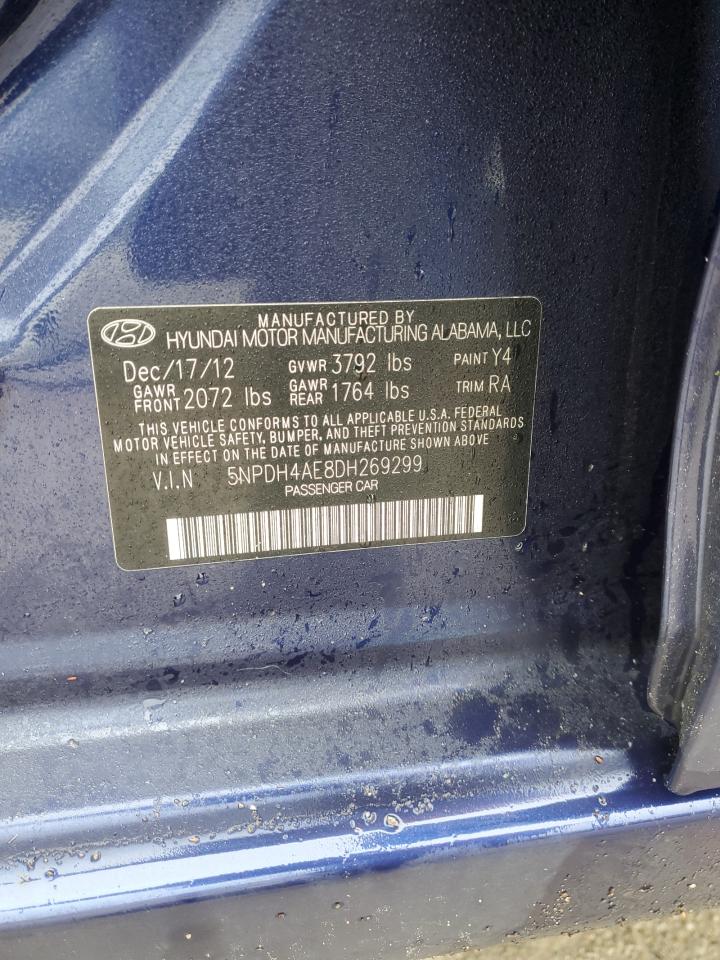 MANUFACTURED BY
HYUNDAI MOTOR MANUFACTURING ALABAMA, LLC
Dec/17/12 GVWR 3792 lbs PAINT Y4
GAWR FRONT 2072 lbs GAWR REAR 1764 lbs TRIM RA
THIS VEHICLE CONFORMS TO ALL APPLICABLE U.S.A. FEDERAL
MOTOR VEHICLE SAFETY, BUMPER, AND THEFT PREVENTION STANDARDS
IN EFFECT ON THE DATE OF MANUFACTURE SHOWN ABOVE
V.I.N 5NPDH4AE8DH269299
PASSENGER CAR